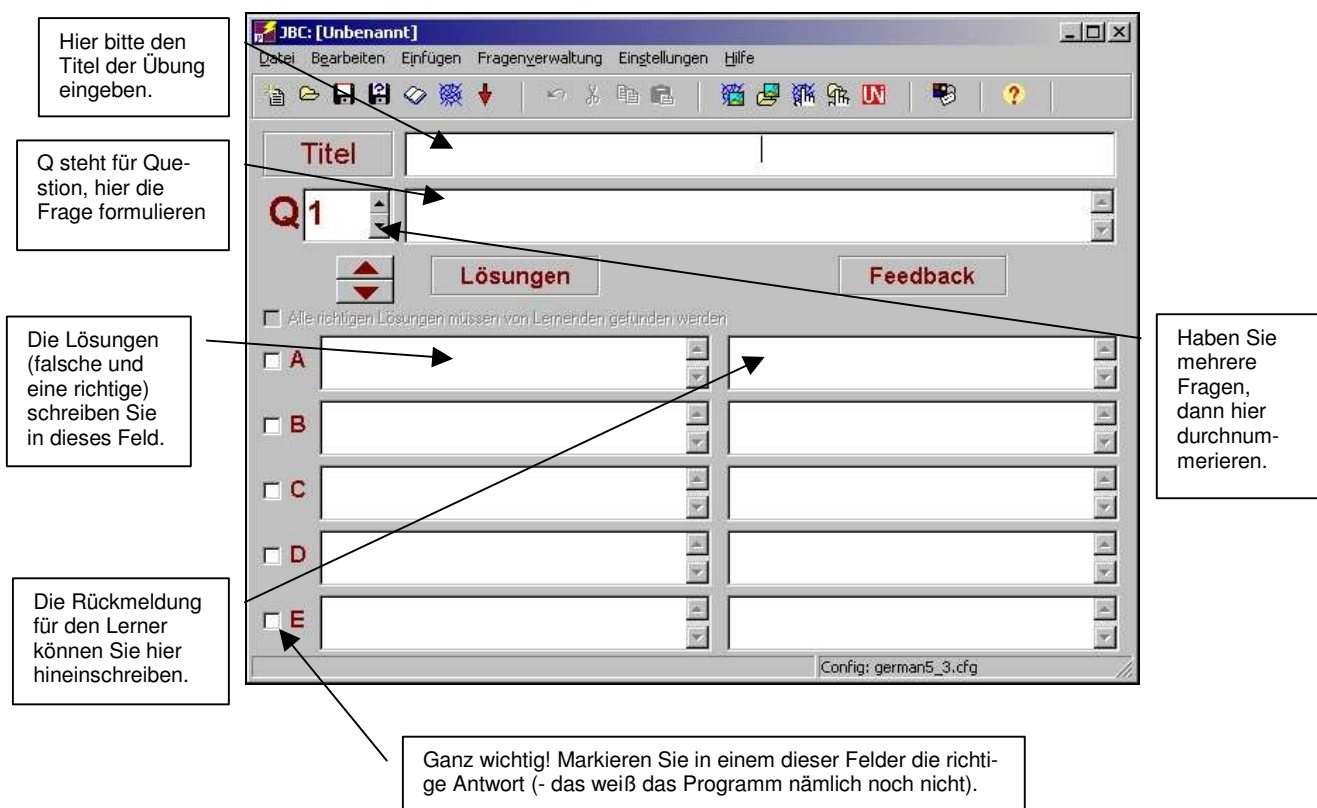 Hier bitte den
Titel der Übung
eingeben.
Q steht für Que-
stion, hier die
Frage formulieren
Die Lösungen
(falsche und
eine richtige)
schreiben Sie
in dieses Feld.
Die Rückmeldung
für den Lerner
können Sie hier
hineinschreiben.
JBC: [Unbenannt]
Datei Bearbeiten Einfügen Fragenverwaltung Einstellungen Hilfe
Titel
Q 1
Lösungen Feedback
Alle richtigen Lösungen müssen von Lernenden gefunden werden
A
B
C
D
E
Config: german5_3.cfg
Haben Sie
mehrere
Fragen,
dann hier
durchnum-
merieren.
Ganz wichtig! Markieren Sie in einem dieser Felder die richti-
ge Antwort (- das weiß das Programm nämlich noch nicht).